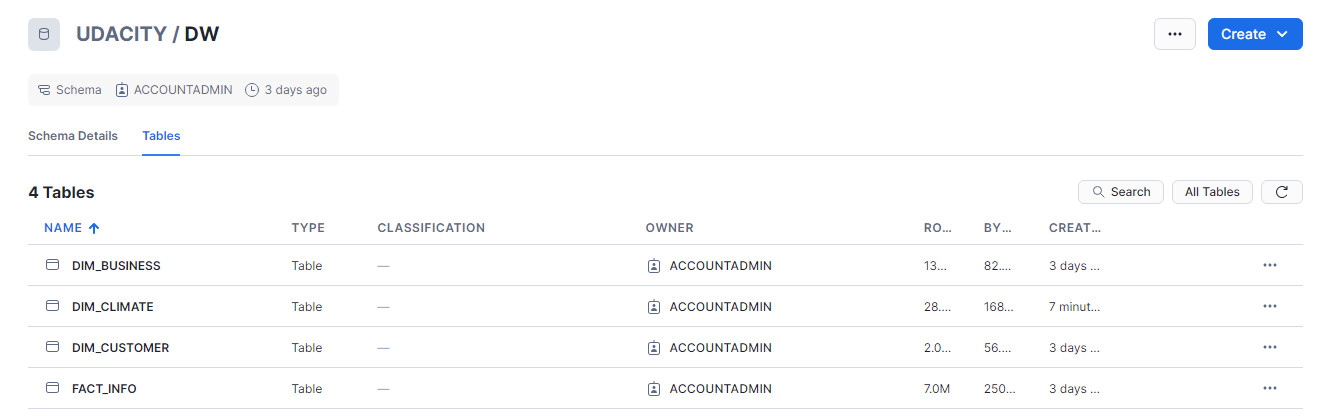 UDACITY / DW
... Create
Schema ACCOUNTADMIN 3 days ago
Schema Details Tables
4 Tables
Search All Tables
NAME TYPE CLASSIFICATION OWNER RO... BY... CREAT...
DIM_BUSINESS Table — ACCOUNTADMIN 13... 82.... 3 days ... ...
DIM_CLIMATE Table — ACCOUNTADMIN 28.... 168... 7 minut... ...
DIM_CUSTOMER Table — ACCOUNTADMIN 2.0... 56.... 3 days ... ...
FACT_INFO Table — ACCOUNTADMIN 7.0M 250... 3 days ... ...